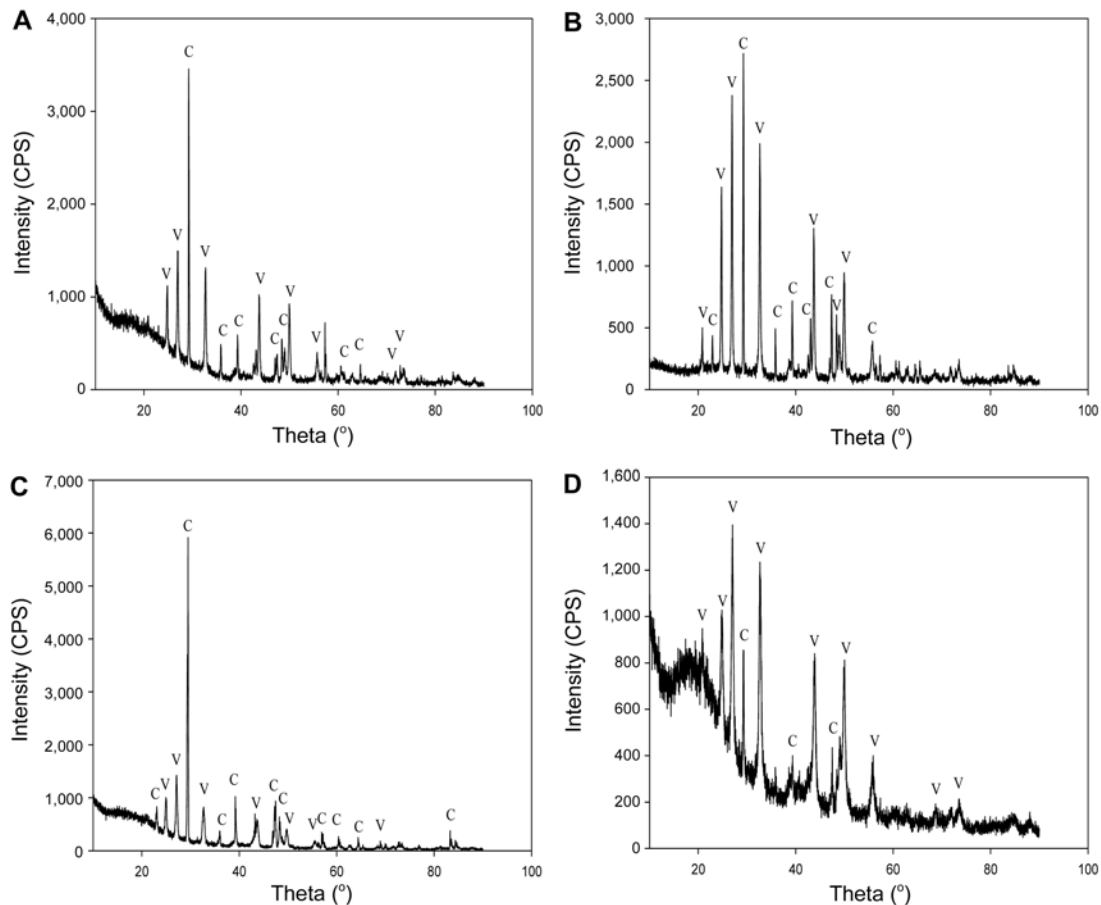 A
4,000
3,000
2,000
1,000
0
Intensity (CPS)
C
V
V
V
C
C
V
C
C
V
V
C
C
V
V
20
40
60
80
100
Theta (º)
B
3,000
2,500
2,000
1,500
1,000
500
0
Intensity (CPS)
V
C
V
V
C
V
C
C
C
V
C
V
V
C
20
40
60
80
100
Theta (º)
C
7,000
6,000
5,000
4,000
3,000
2,000
1,000
0
Intensity (CPS)
C
V
V
C
V
C
C
V
C
C
V
V
C
C
C
V
C
20
40
60
80
100
Theta (º)
D
1,600
1,400
1,200
1,000
800
600
400
200
0
Intensity (CPS)
V
V
V
C
V
C
V
C
V
V
V
V
20
40
60
80
100
Theta (º)